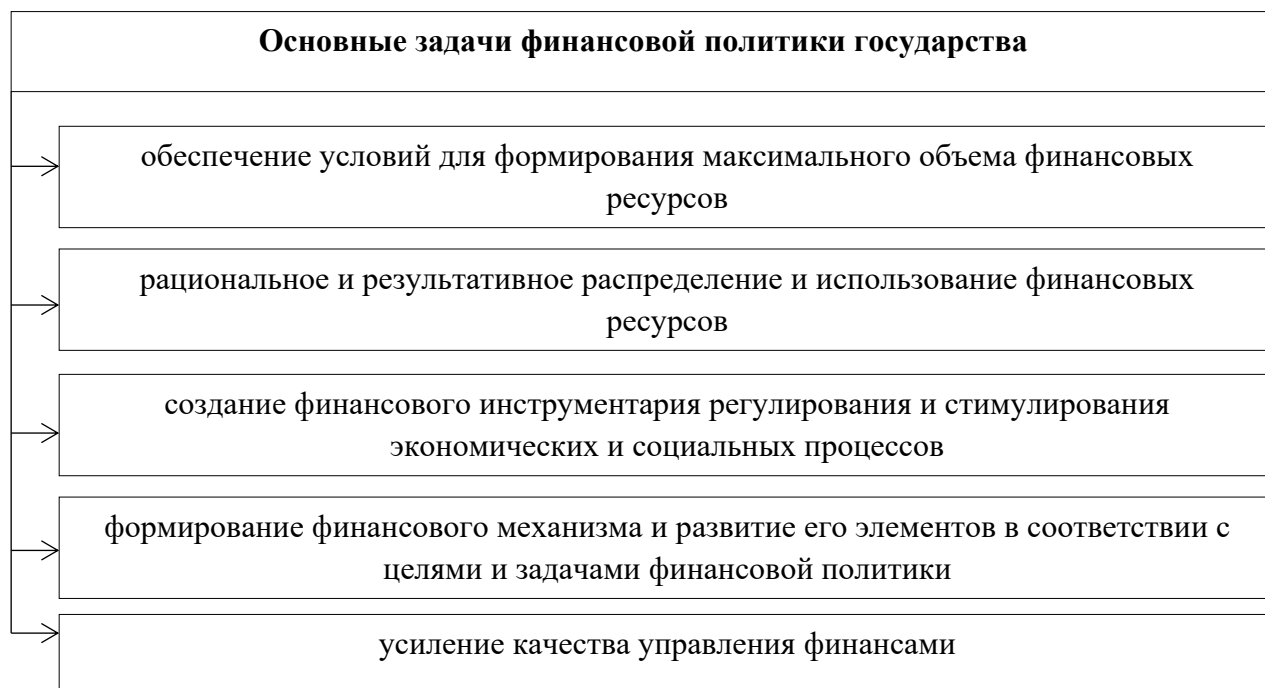 Основные задачи финансовой политики государства
обеспечение условий для формирования максимального объема финансовых
ресурсов
рациональное и результативное распределение и использование финансовых
ресурсов
создание финансового инструментария регулирования и стимулирования
экономических и социальных процессов
формирование финансового механизма и развитие его элементов в соответствии с
целями и задачами финансовой политики
усиление качества управления финансами